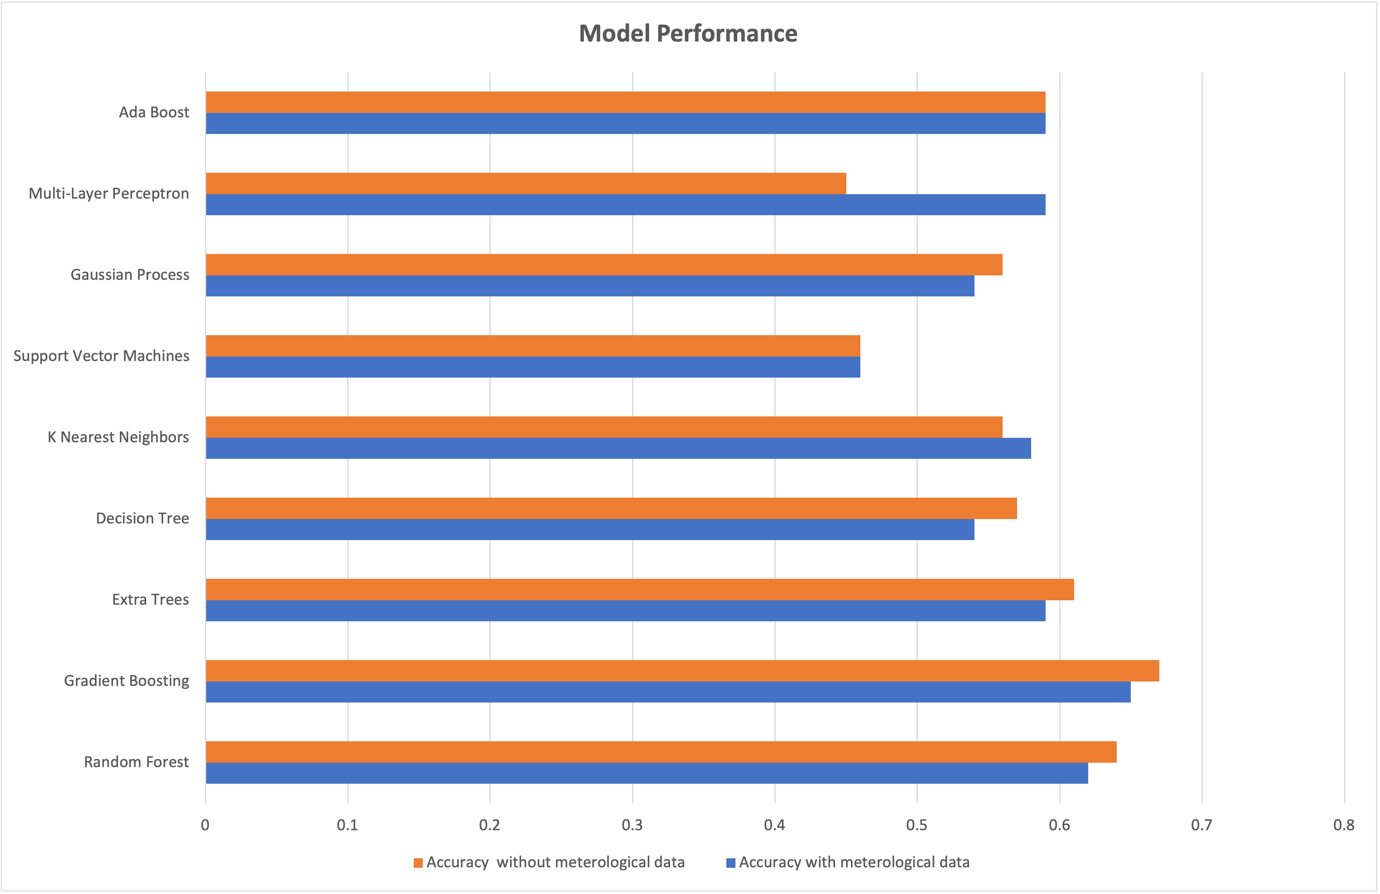 Model Performance
Ada Boost
Multi-Layer Perceptron
Gaussian Process
Support Vector Machines
K Nearest Neighbors
Decision Tree
Extra Trees
Gradient Boosting
Random Forest
0 0.1 0.2 0.3 0.4 0.5 0.6 0.7 0.8
Accuracy without meterological data Accuracy with meterological data